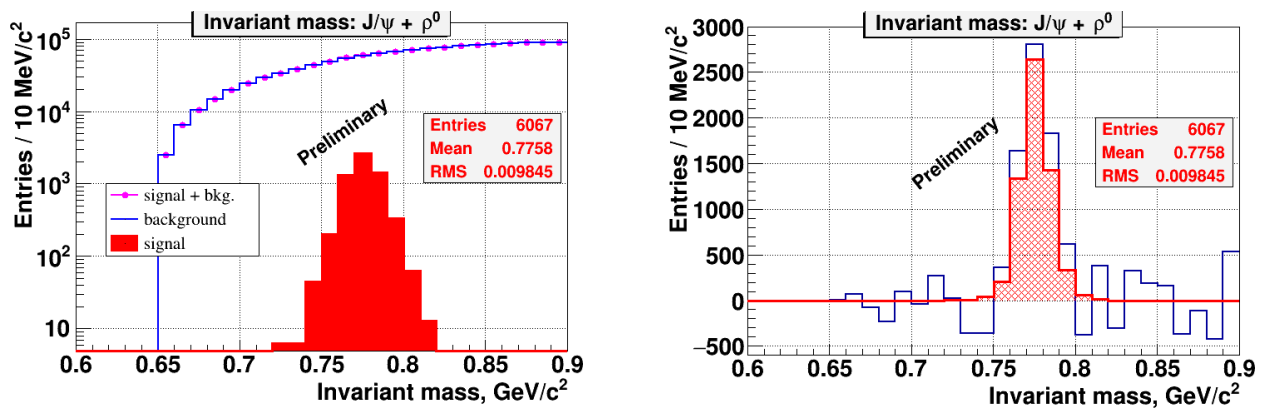 Invariant mass: J/ψ + ρ⁰
Entries / 10 MeV/c²
10⁵
10⁴
10³
10²
10
Preliminary
Entries 6067
Mean 0.7758
RMS 0.009845
signal + bkg.
background
signal
0.6 0.65 0.7 0.75 0.8 0.85 0.9
Invariant mass, GeV/c²
Invariant mass: J/ψ + ρ⁰
Entries / 10 MeV/c²
3000
2500
2000
1500
1000
500
0
−500
Preliminary
Entries 6067
Mean 0.7758
RMS 0.009845
0.6 0.65 0.7 0.75 0.8 0.85 0.9
Invariant mass, GeV/c²